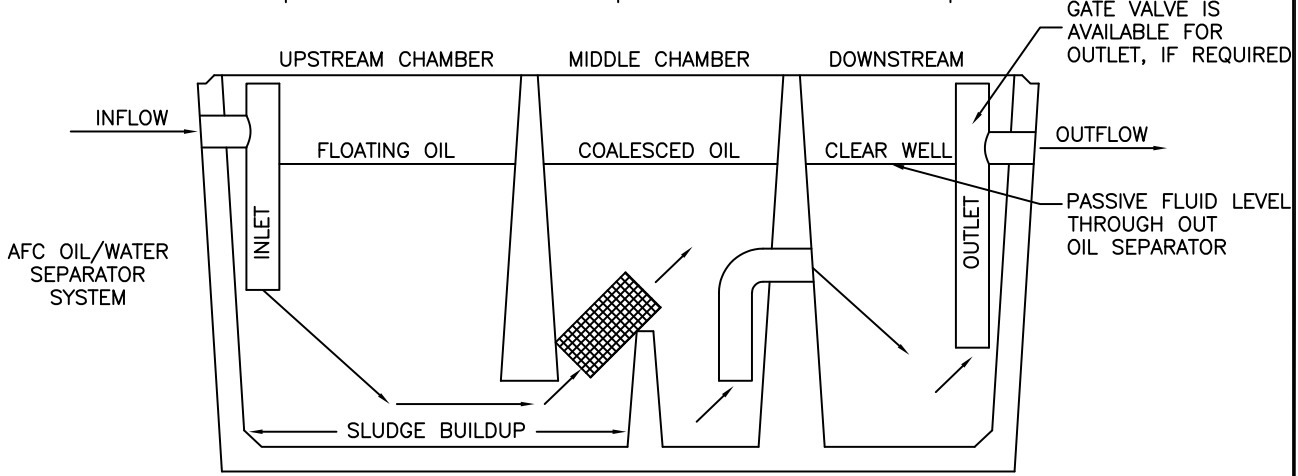 GATE VALVE IS
AVAILABLE FOR
OUTLET, IF REQUIRED
UPSTREAM CHAMBER
MIDDLE CHAMBER
DOWNSTREAM
INFLOW
OUTFLOW
FLOATING OIL
COALESCED OIL
CLEAR WELL
PASSIVE FLUID LEVEL
THROUGH OUT
OIL SEPARATOR
INLET
OUTLET
AFC OIL/WATER
SEPARATOR
SYSTEM
SLUDGE BUILDUP